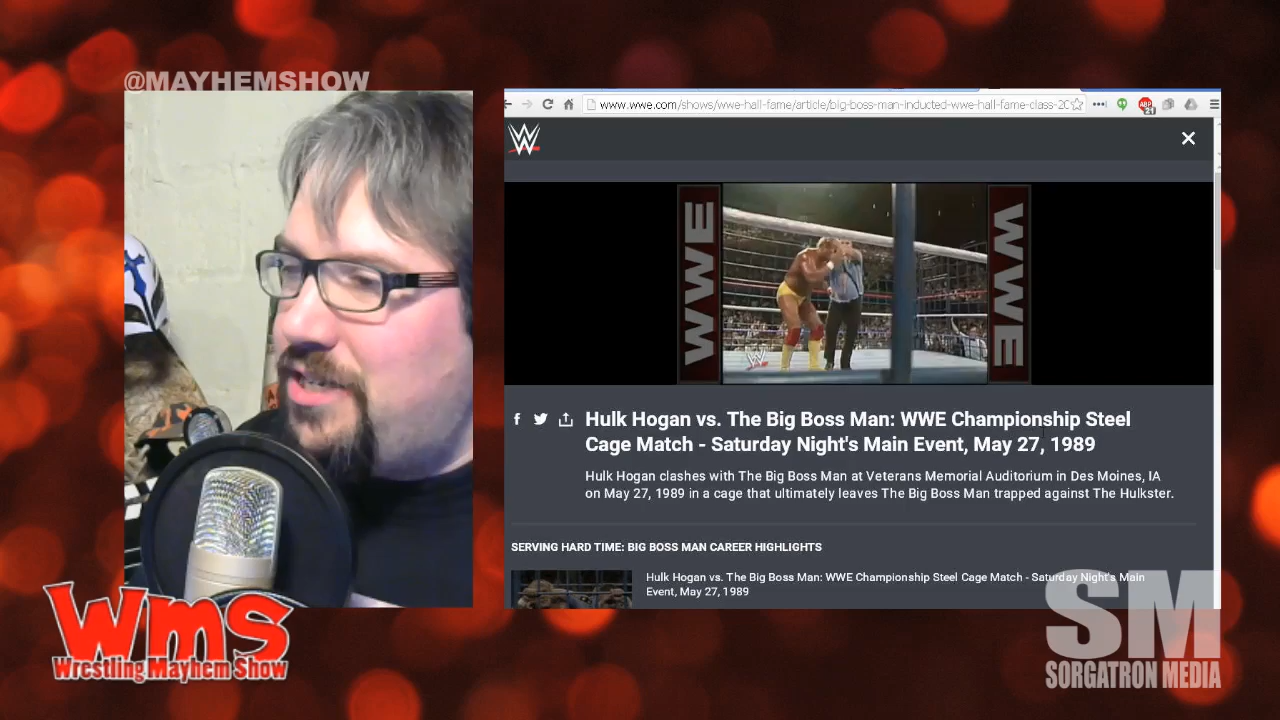 @MAYHEMSHOW
www.wwe.com/shows/wwe-hall-fame/article/big-boss-man-inducted-wwe-hall-fame-class-20
ABP
21
W
WWE
WWE
Hulk Hogan vs. The Big Boss Man: WWE Championship Steel
Cage Match - Saturday Night's Main Event, May 27, 1989
Hulk Hogan clashes with The Big Boss Man at Veterans Memorial Auditorium in Des Moines, IA
on May 27, 1989 in a cage that ultimately leaves The Big Boss Man trapped against The Hulkster.
SERVING HARD TIME: BIG BOSS MAN CAREER HIGHLIGHTS
Hulk Hogan vs. The Big Boss Man: WWE Championship Steel Cage Match - Saturday Night's Main
Event, May 27, 1989
WMS
Wrestling Mayhem Show
SM
SORGATRON MEDIA